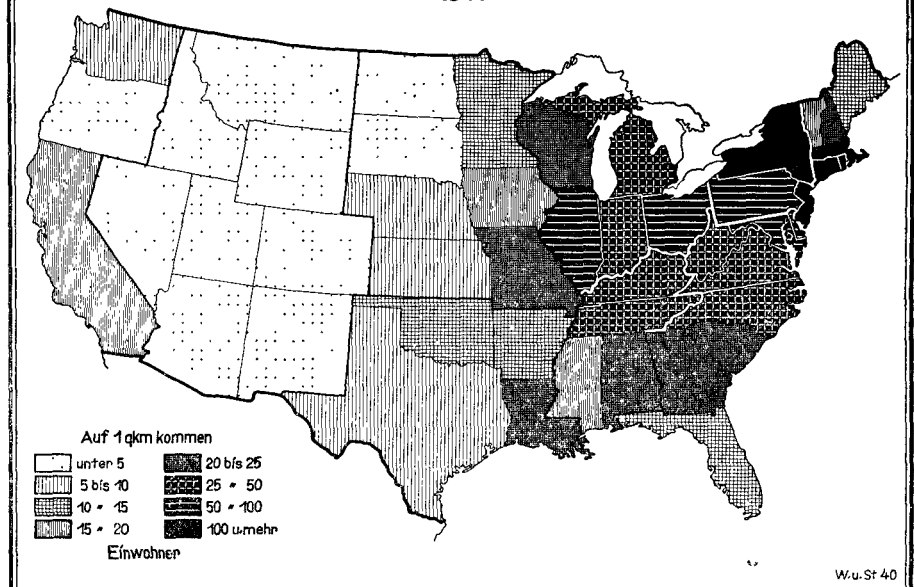 Auf 1 qkm kommen
unter 5
5 bis 10
10 " 15
15 " 20
20 bis 25
25 " 50
50 " 100
100 u. mehr
Einwohner
W. u. St 40